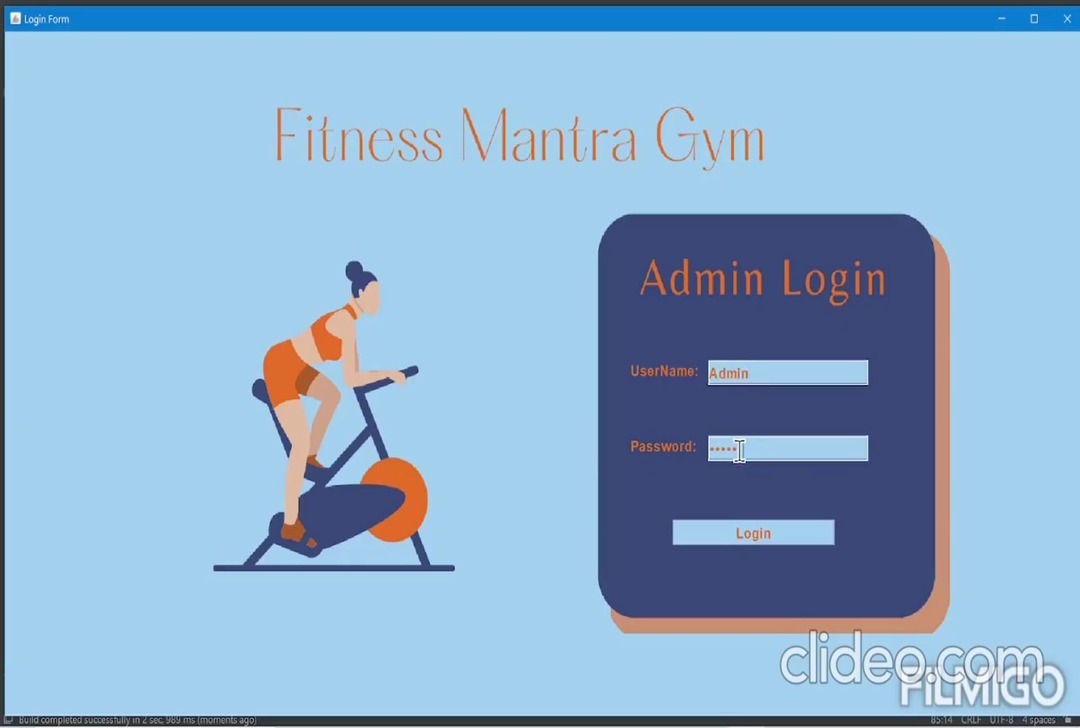 Login Form
Fitness Mantra Gym
Admin Login
UserName: Admin
Password: •••••
Login
clideo.com
FILMIGO
Build completed successfully in 2 sec, 989 ms (moments ago)
85:14 CRLF UTF-8 4 spaces